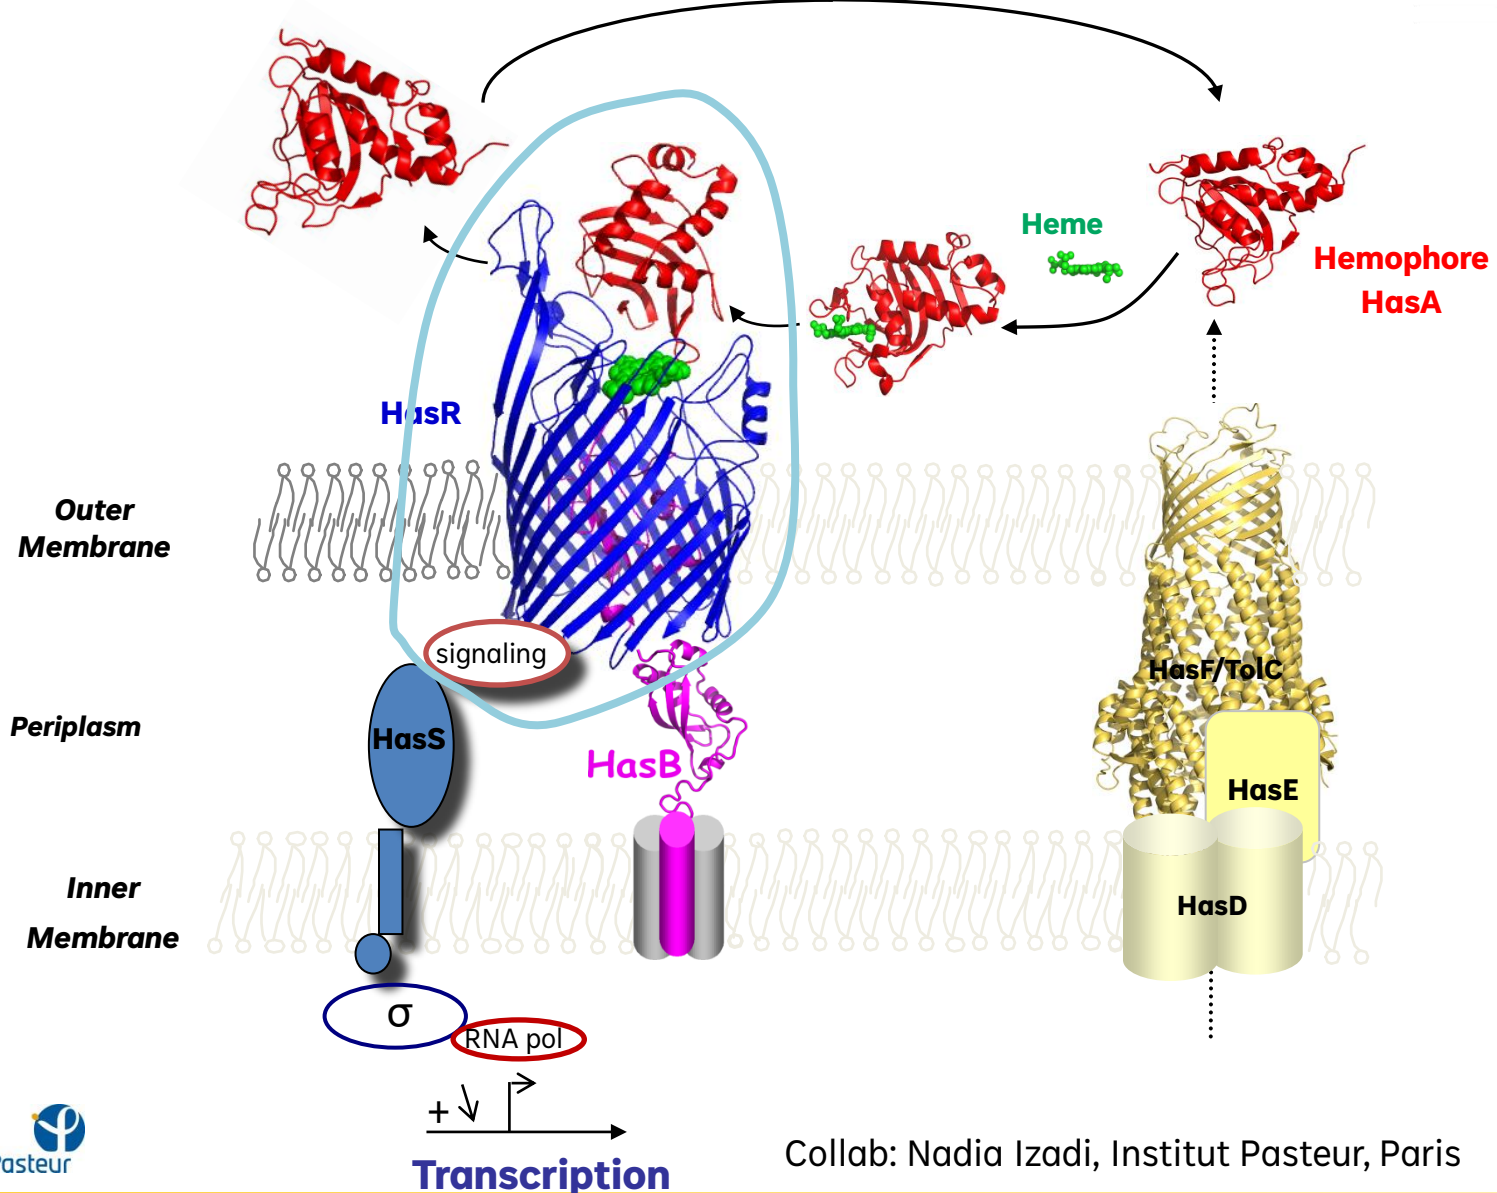 Heme
Hemophore
HasA
HasR
Outer
Membrane
signaling
HasF/TolC
Periplasm
HasS
HasB
HasE
Inner
Membrane
HasD
σ
RNA pol
+
Transcription
Pasteur
Collab: Nadia Izadi, Institut Pasteur, Paris